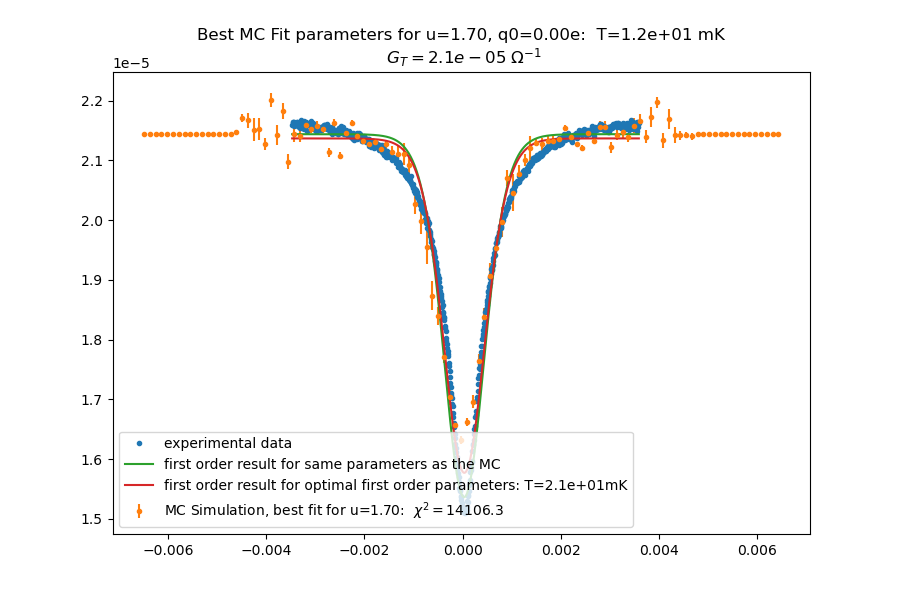 Best MC Fit parameters for u=1.70, q0=0.00e:  T=1.2e+01 mK
G_T = 2.1e − 05 Ω⁻¹
1e−5
2.2
2.1
2.0
1.9
1.8
1.7
1.6
1.5
experimental data
first order result for same parameters as the MC
first order result for optimal first order parameters: T=2.1e+01mK
MC Simulation, best fit for u=1.70:  χ² = 14106.3
−0.006 −0.004 −0.002 0.000 0.002 0.004 0.006